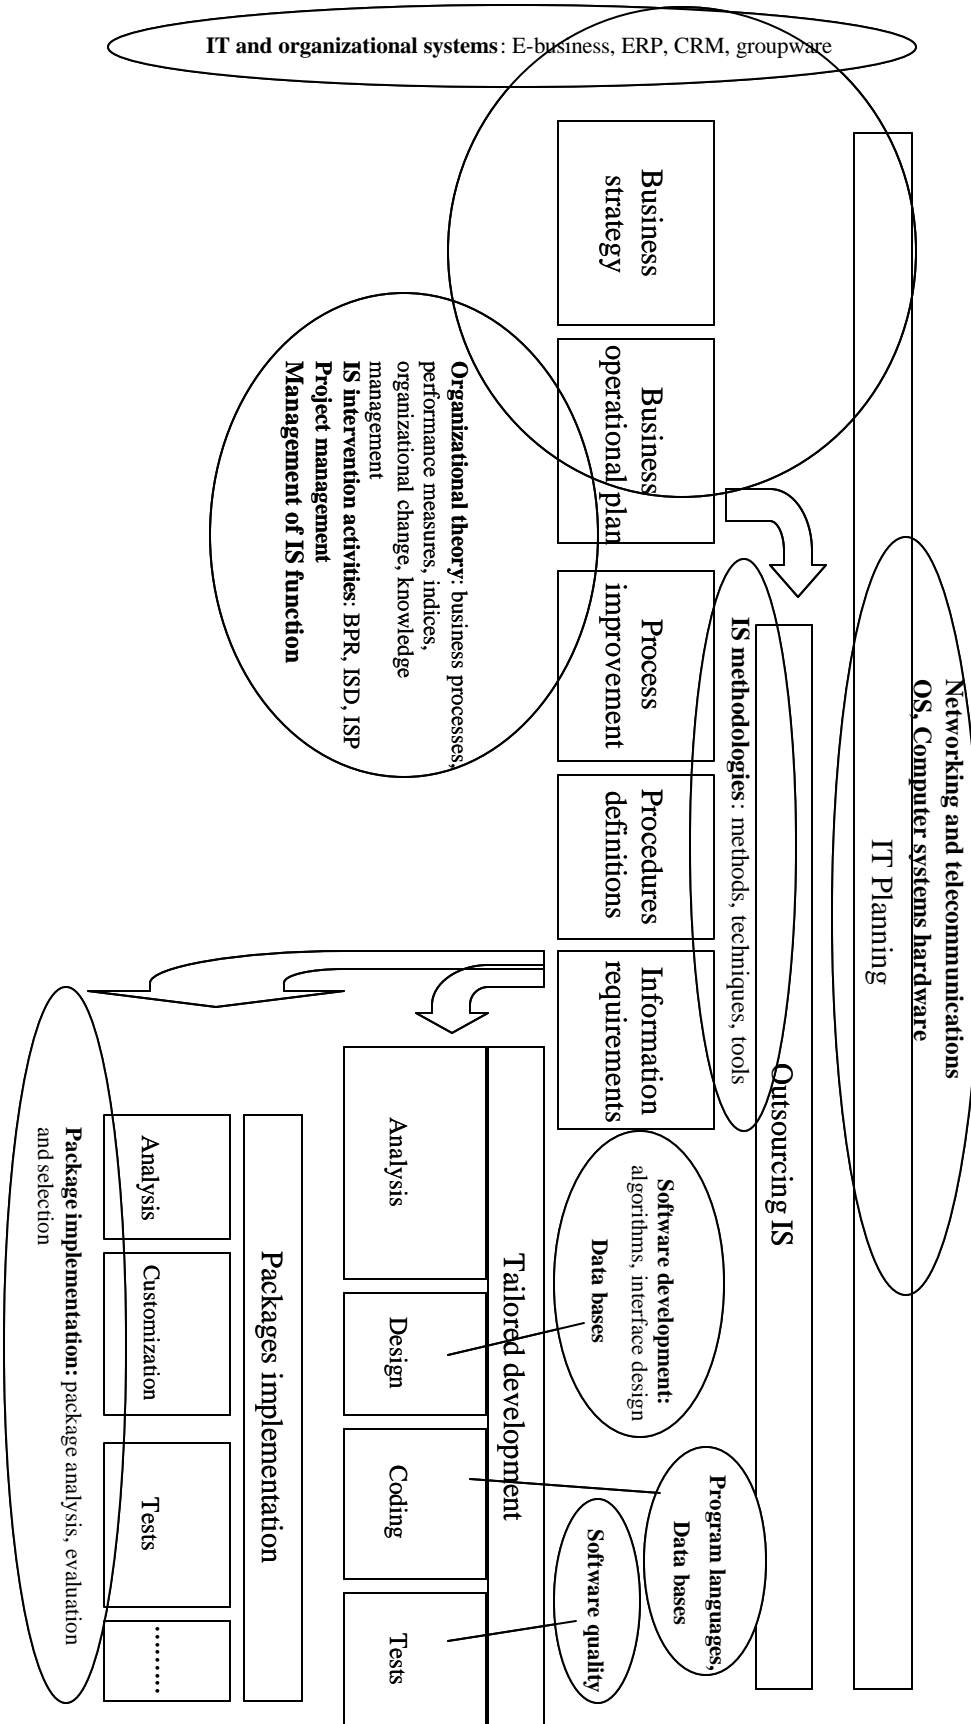 IT and organizational systems: E-business, ERP, CRM, groupware
Networking and telecommunications
OS, Computer systems hardware
IT Planning
Outsourcing IS
IS methodologies: methods, techniques, tools
Business
strategy
Business
operational plan
Process
improvement
Procedures
definitions
Information
requirements
Organizational theory: business processes,
performance measures, indices,
organizational change, knowledge
management
IS intervention activities: BPR, ISD, ISP
Project management
Management of IS function
Software development:
algorithms, interface design
Data bases
Program languages,
Data bases
Software quality
Tailored development
Analysis
Design
Coding
Tests
Packages implementation
Analysis
Customization
Tests
.........
Package implementation: package analysis, evaluation
and selection